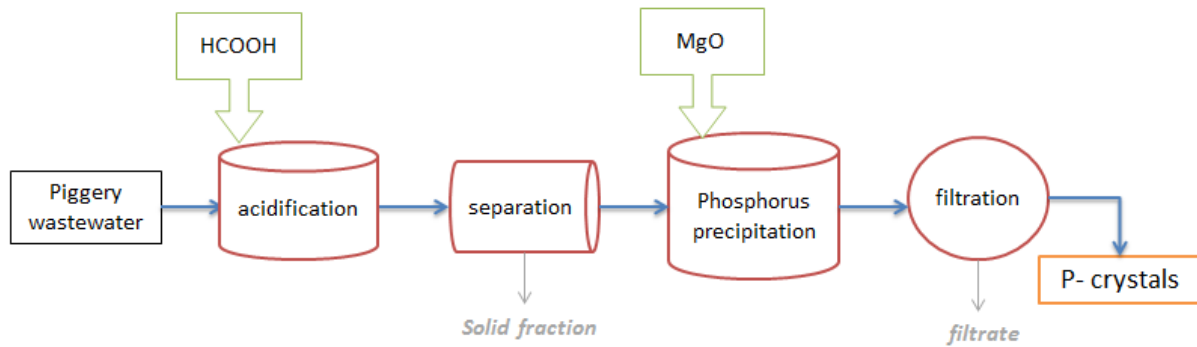 HCOOH
MgO
Piggery
wastewater
acidification
separation
Phosphorus
precipitation
filtration
P- crystals
Solid fraction
filtrate